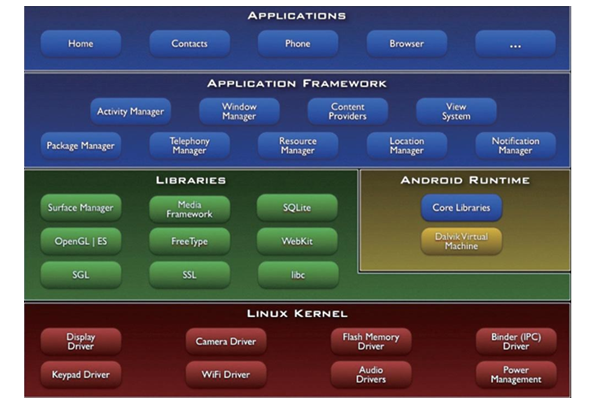 APPLICATIONS
Home
Contacts
Phone
Browser
...
APPLICATION FRAMEWORK
Activity Manager
Window
Manager
Content
Providers
View
System
Package Manager
Telephony
Manager
Resource
Manager
Location
Manager
Notification
Manager
LIBRARIES
Surface Manager
Media
Framework
SQLite
OpenGL | ES
FreeType
WebKit
SGL
SSL
libc
ANDROID RUNTIME
Core Libraries
Dalvik Virtual
Machine
LINUX KERNEL
Display
Driver
Camera Driver
Flash Memory
Driver
Binder (IPC)
Driver
Keypad Driver
WiFi Driver
Audio
Drivers
Power
Management